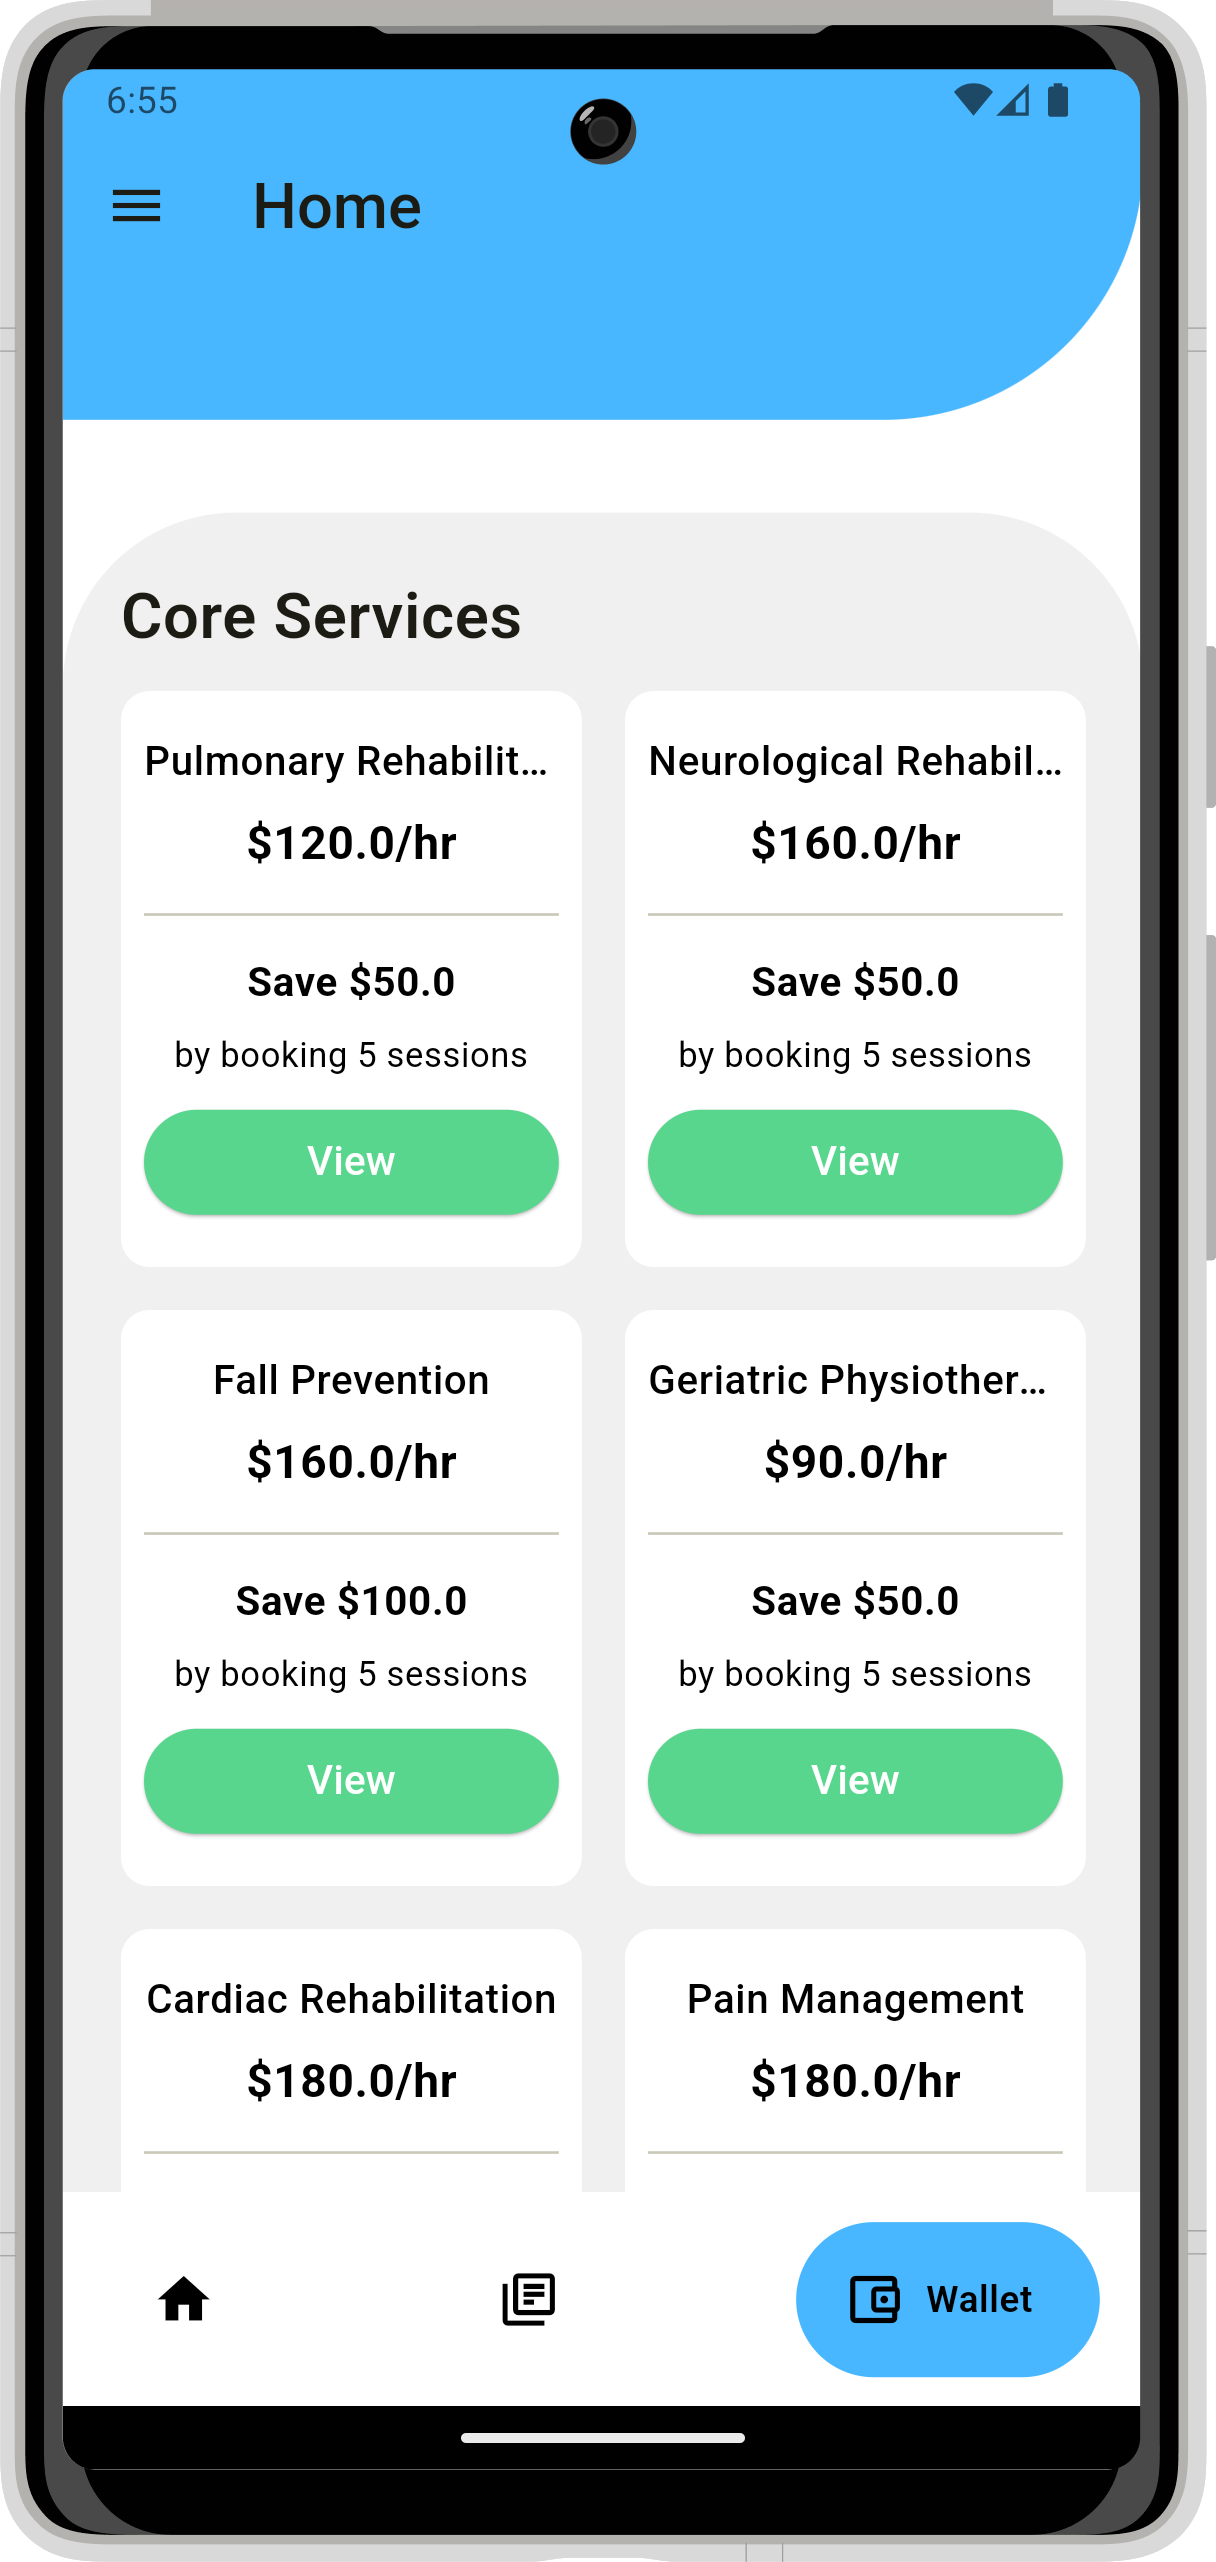 6:55
Home
Core Services
Pulmonary Rehabilit...
$120.0/hr
Save $50.0
by booking 5 sessions
View
Neurological Rehabil...
$160.0/hr
Save $50.0
by booking 5 sessions
View
Fall Prevention
$160.0/hr
Save $100.0
by booking 5 sessions
View
Geriatric Physiother...
$90.0/hr
Save $50.0
by booking 5 sessions
View
Cardiac Rehabilitation
$180.0/hr
Pain Management
$180.0/hr
Wallet